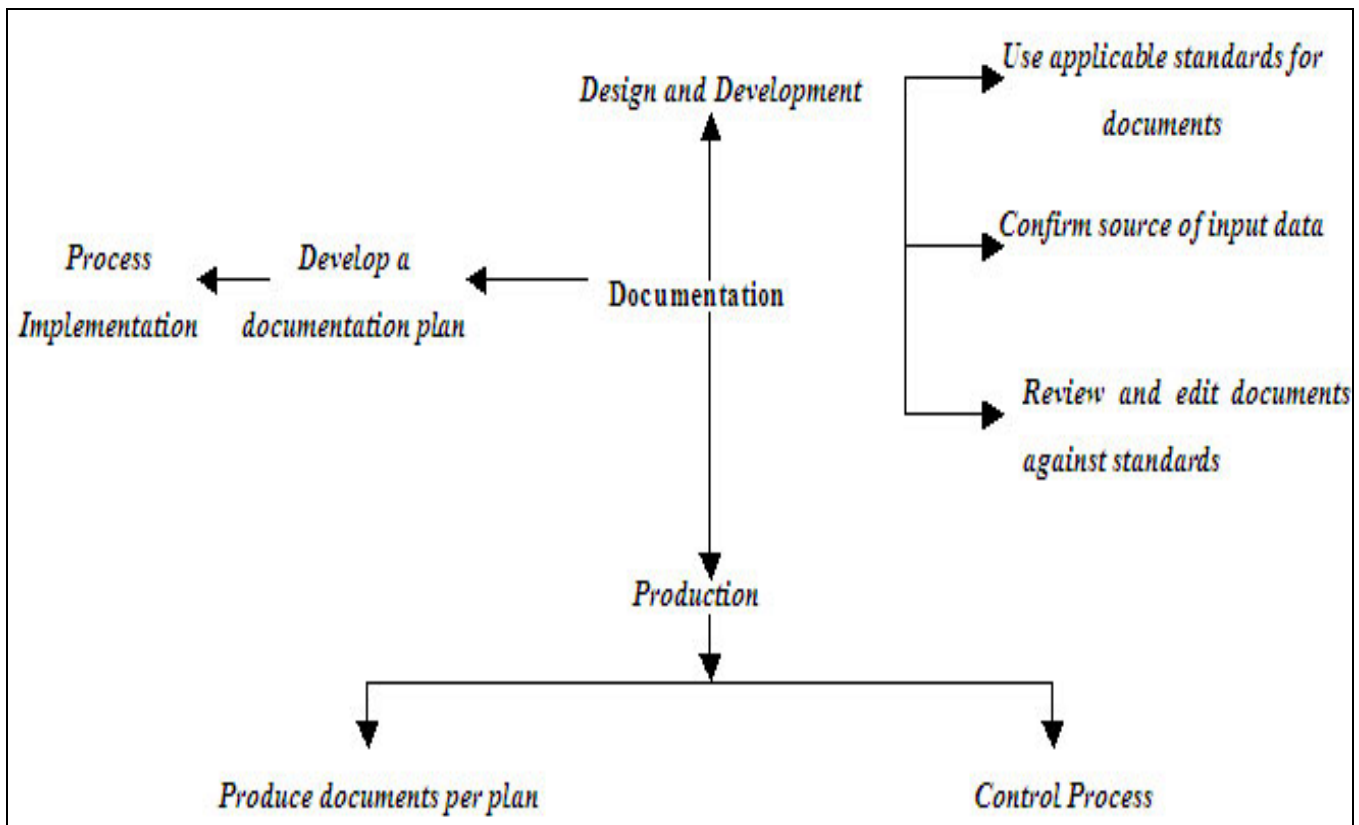 Design and Development
Use applicable standards for
documents
Confirm source of input data
Process
Implementation
Develop a
documentation plan
Documentation
Review and edit documents
against standards
Production
Produce documents per plan
Control Process